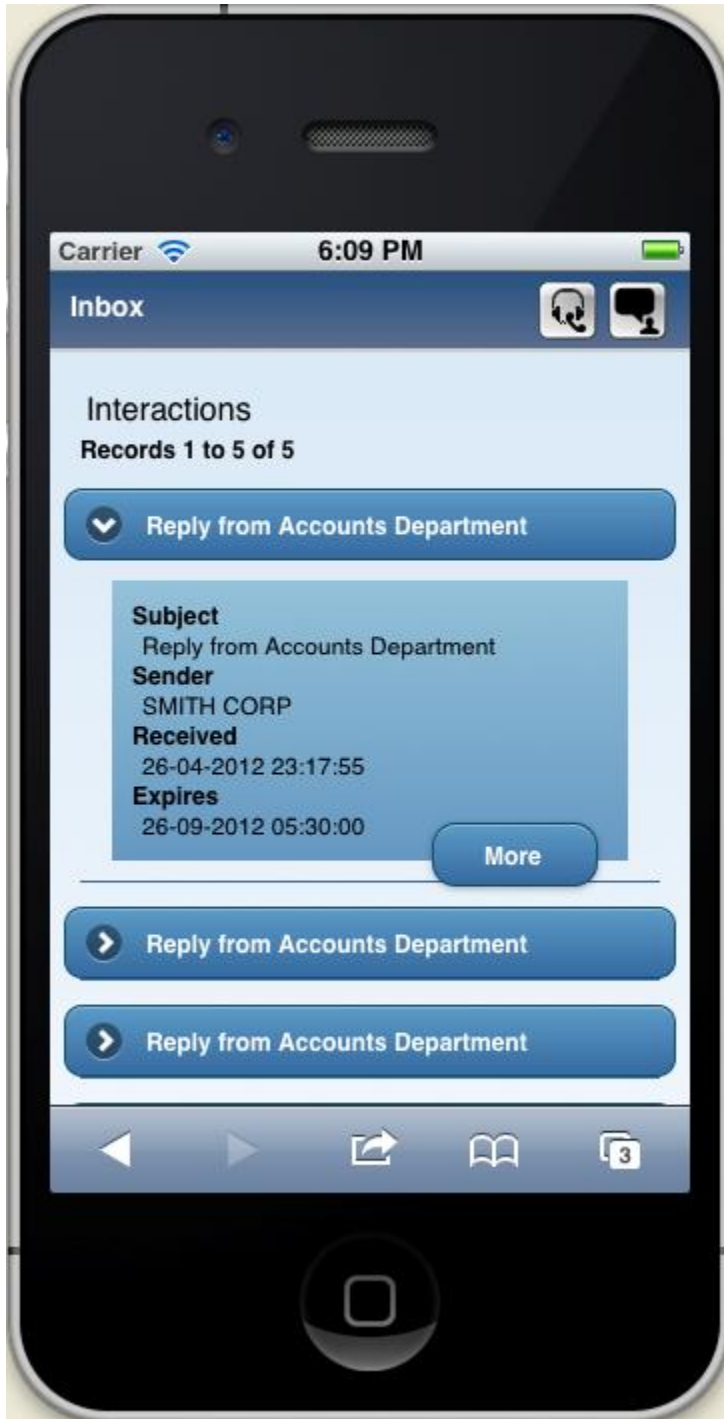 Carrier 6:09 PM
Inbox
Interactions
Records 1 to 5 of 5
Reply from Accounts Department
Subject
Reply from Accounts Department
Sender
SMITH CORP
Received
26-04-2012 23:17:55
Expires
26-09-2012 05:30:00
More
Reply from Accounts Department
Reply from Accounts Department
3